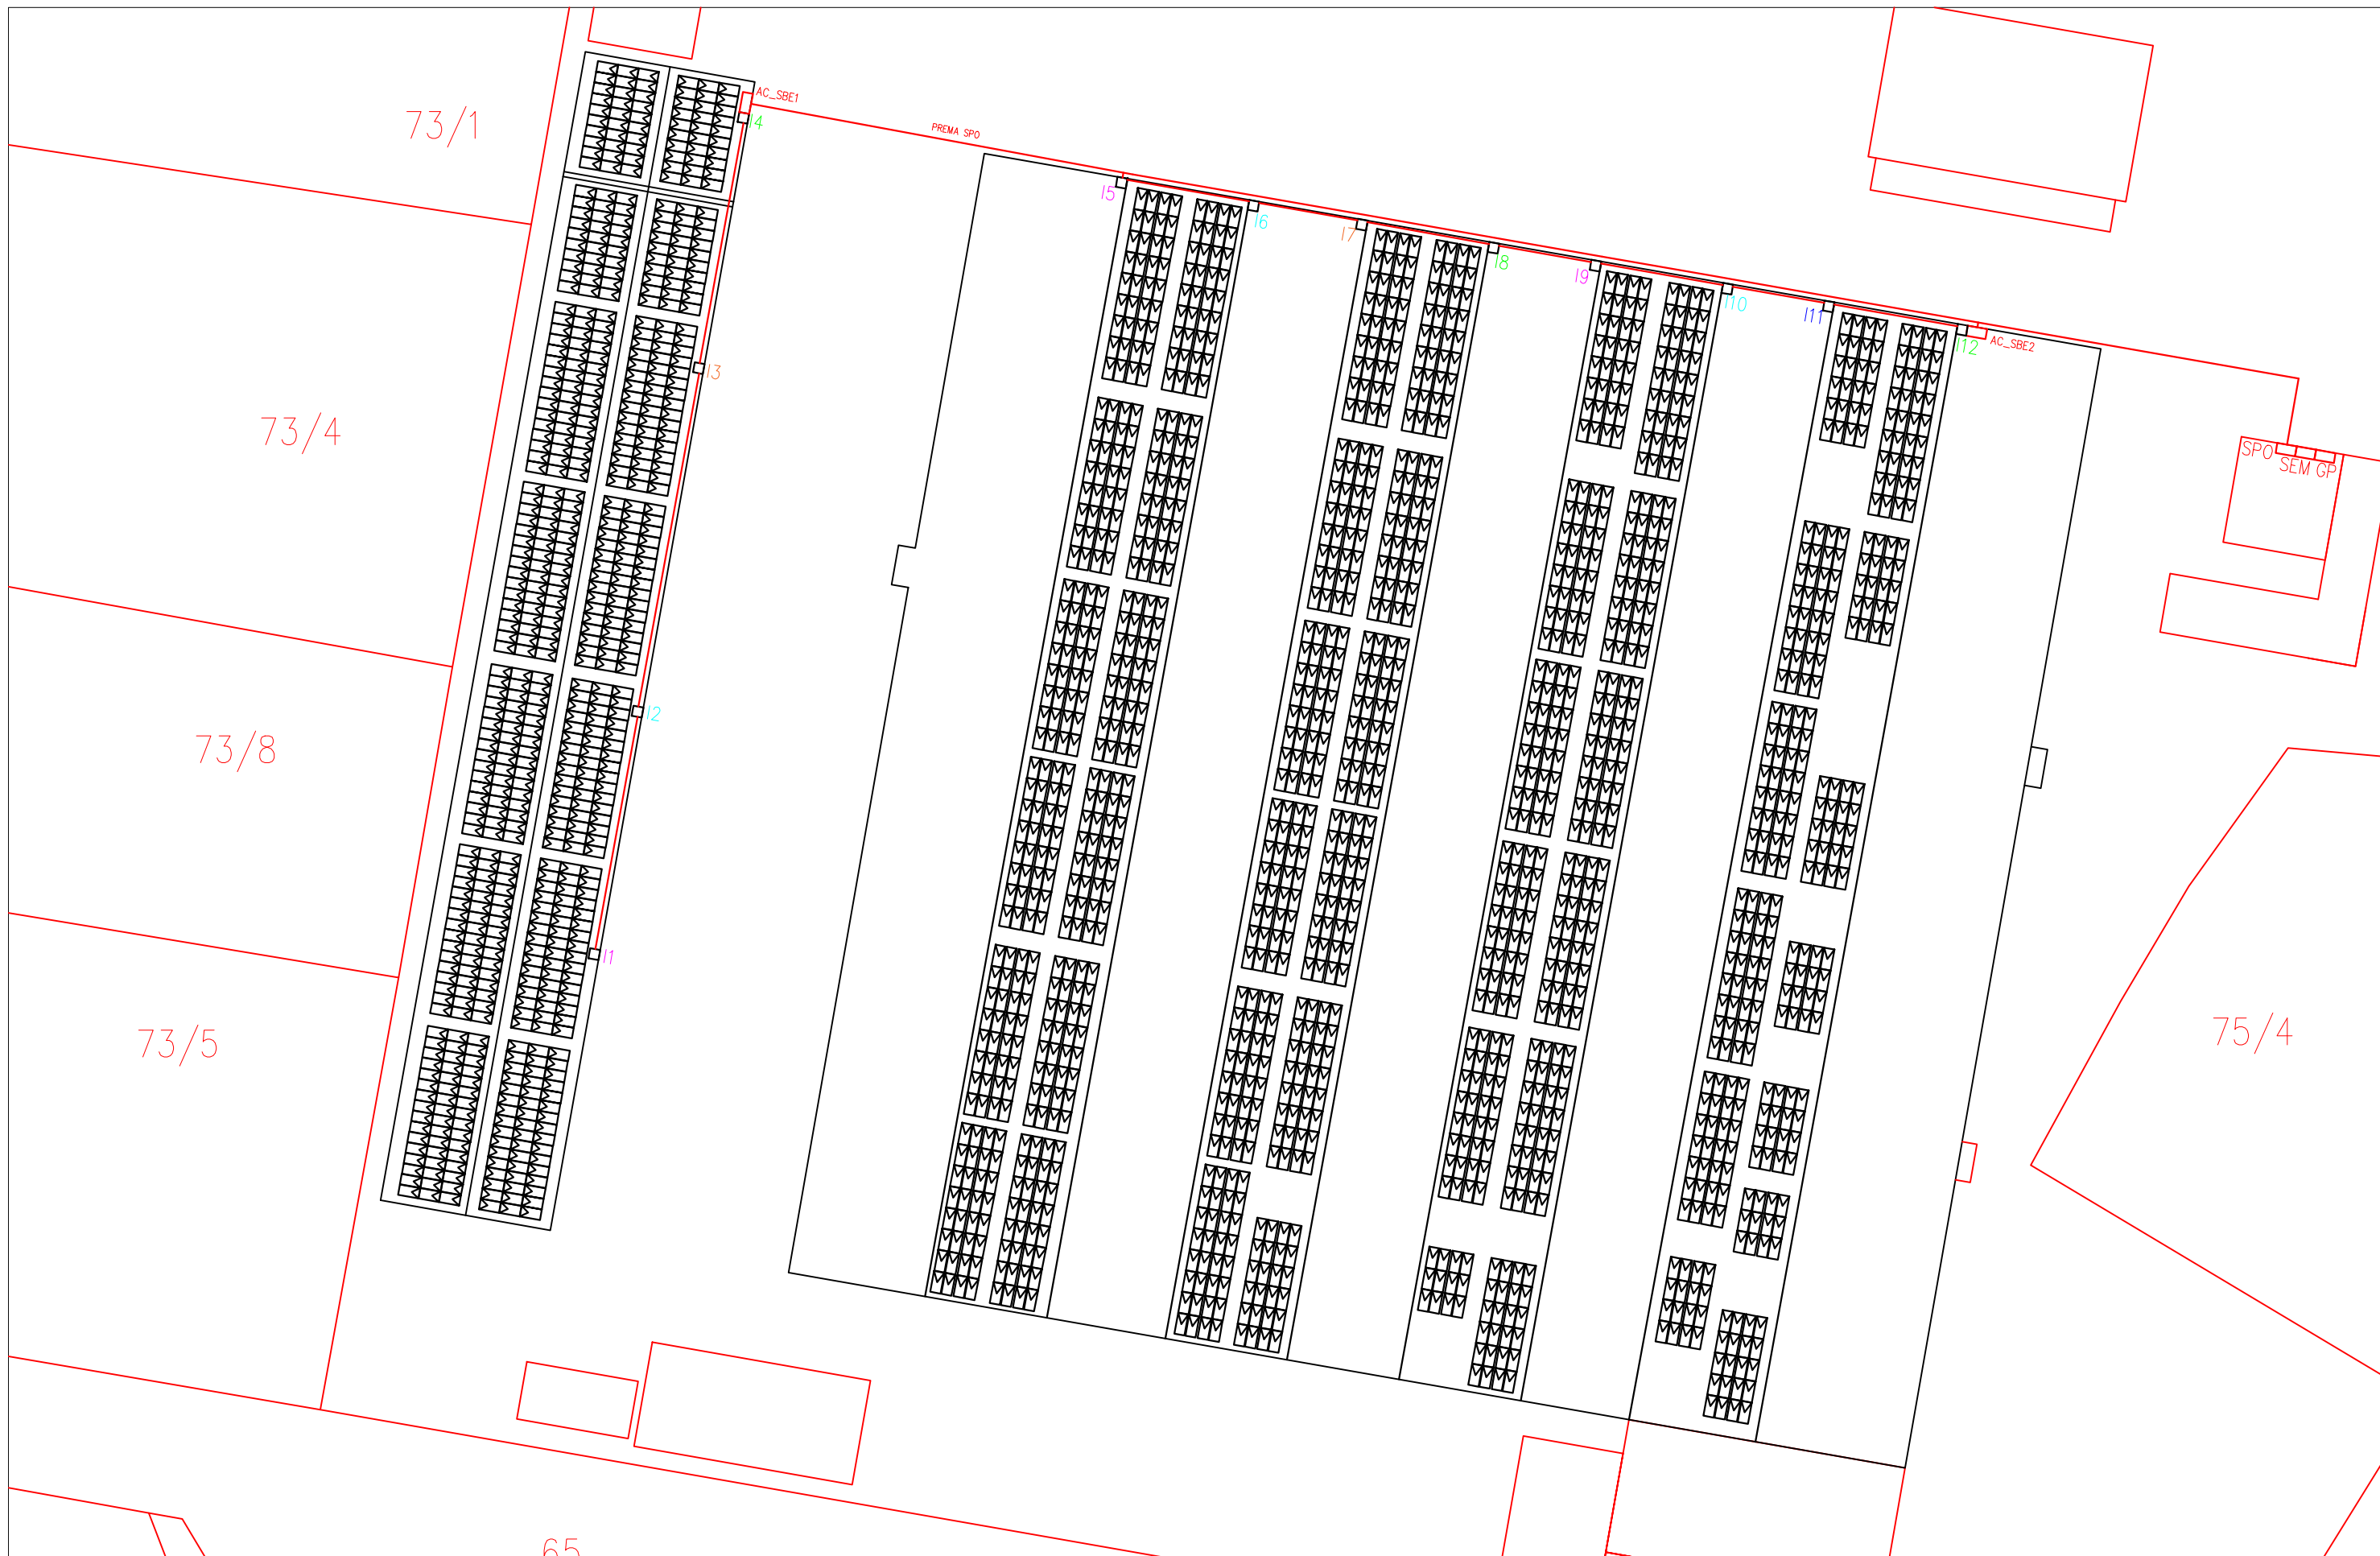 AC_SBE1
I4
73/1
PREMA SPO
I5
I6
I7
I8
I9
I10
I11
I12
AC_SBE2
I3
73/4
SPO
SEM GP
I2
73/8
I1
73/5
75/4
65